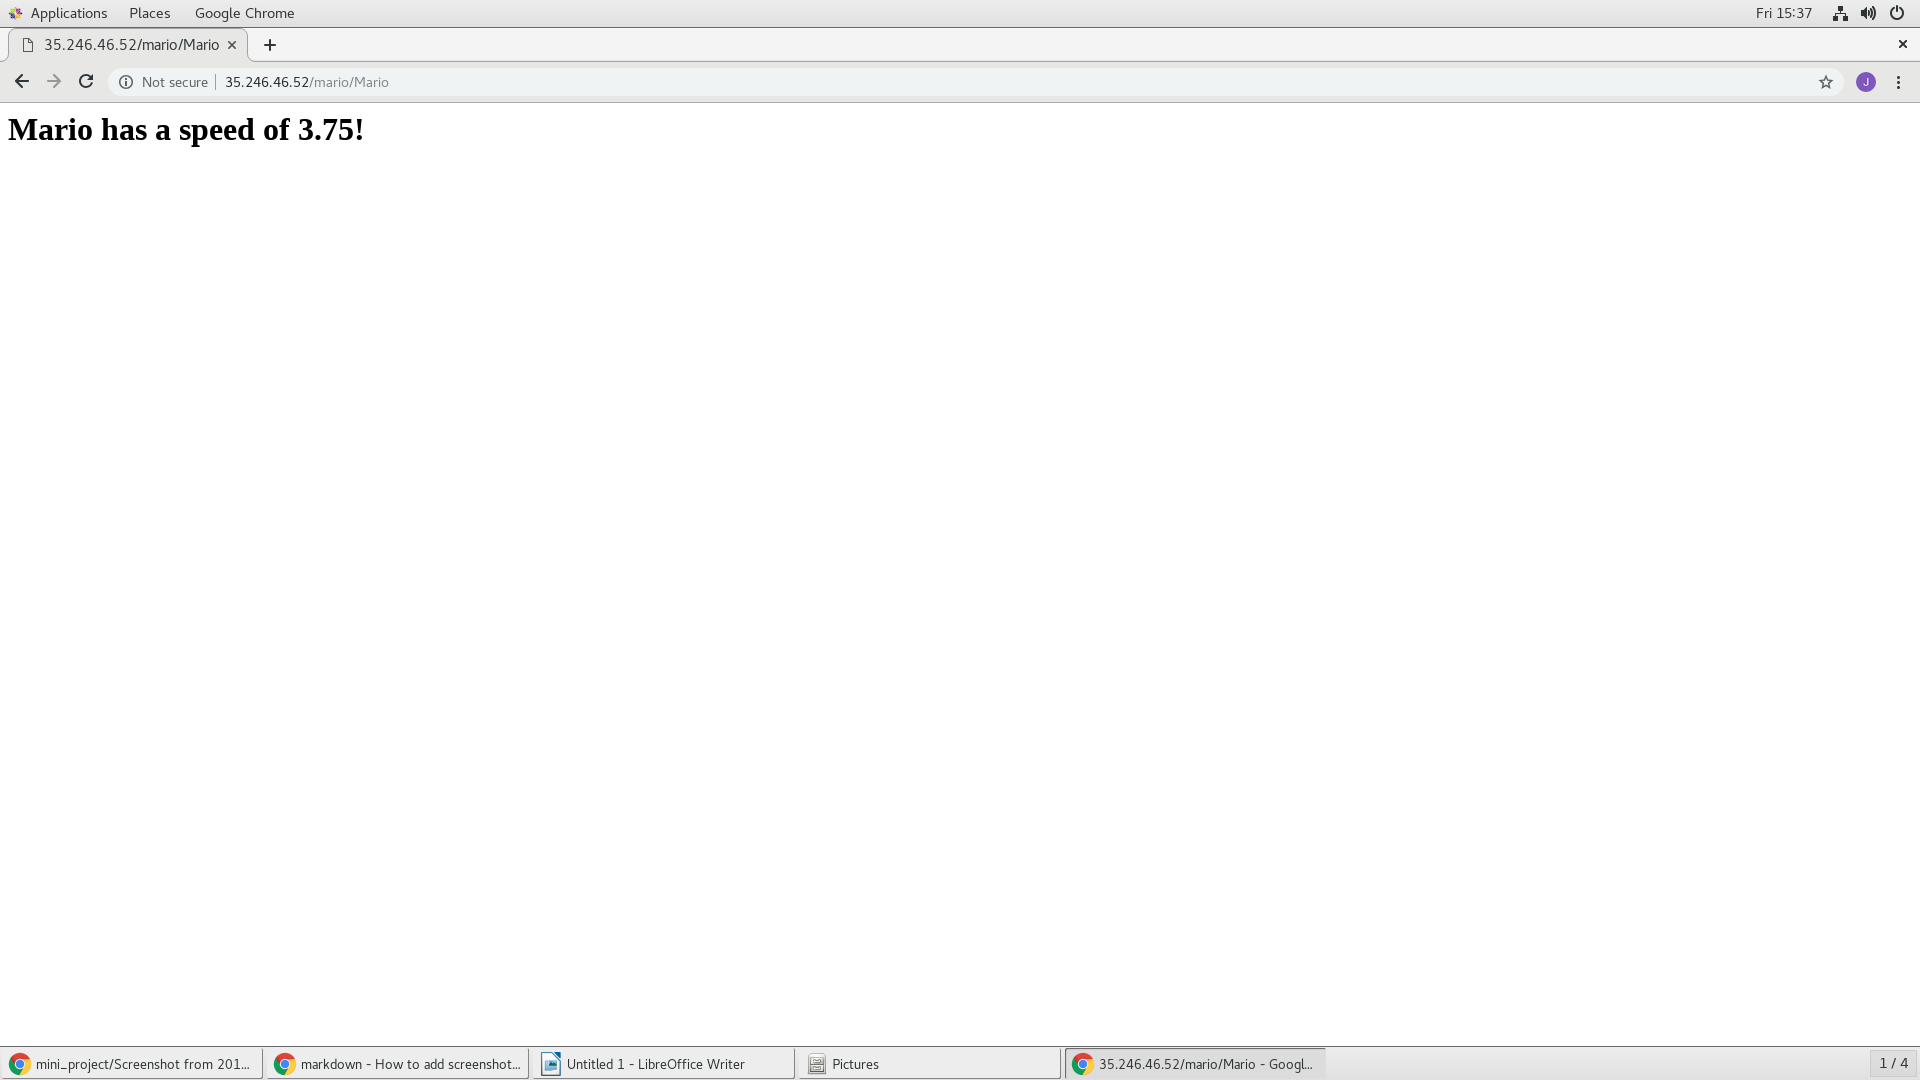 Applications Places Google Chrome Fri 15:37
35.246.46.52/mario/Mario
Not secure 35.246.46.52/mario/Mario J
Mario has a speed of 3.75!
mini_project/Screenshot from 201... markdown - How to add screenshot... Untitled 1 - LibreOffice Writer Pictures 35.246.46.52/mario/Mario - Googl... 1 / 4